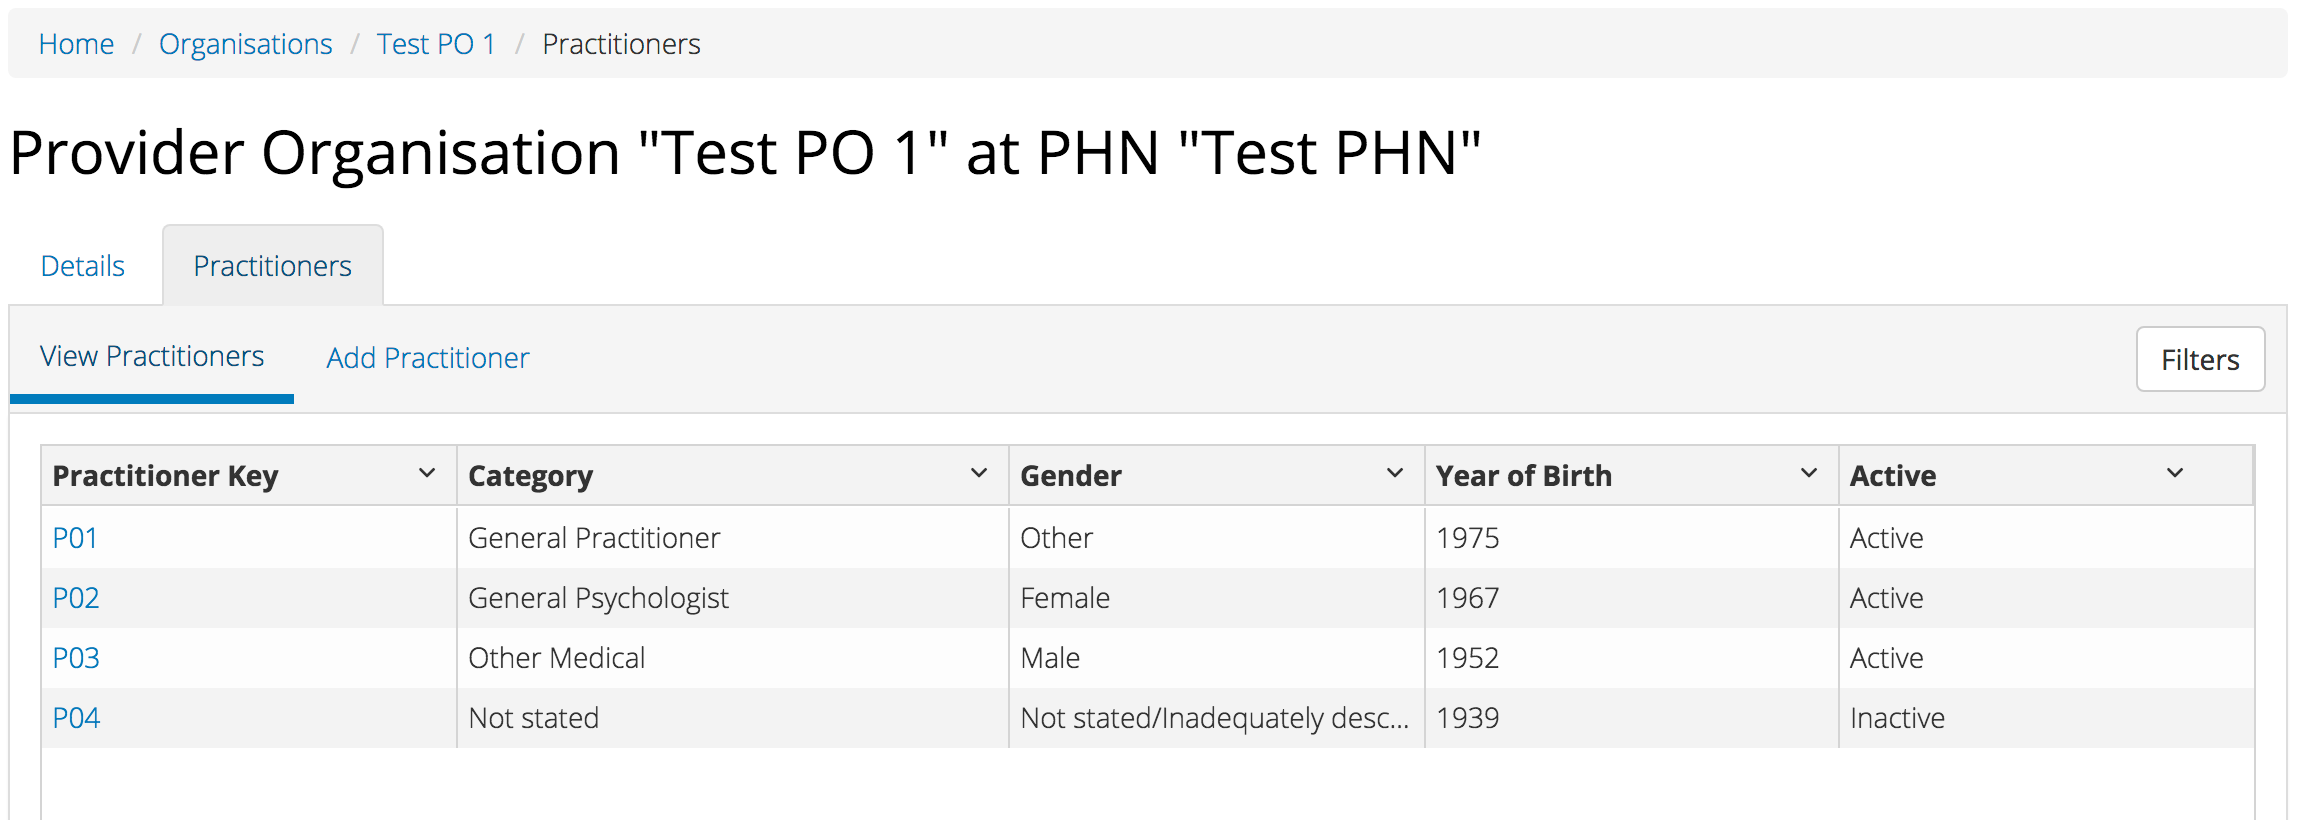 Home / Organisations / Test PO 1 / Practitioners
Provider Organisation "Test PO 1" at PHN "Test PHN"
Details Practitioners
View Practitioners Add Practitioner Filters
Practitioner Key Category Gender Year of Birth Active
P01 General Practitioner Other 1975 Active
P02 General Psychologist Female 1967 Active
P03 Other Medical Male 1952 Active
P04 Not stated Not stated/Inadequately desc... 1939 Inactive